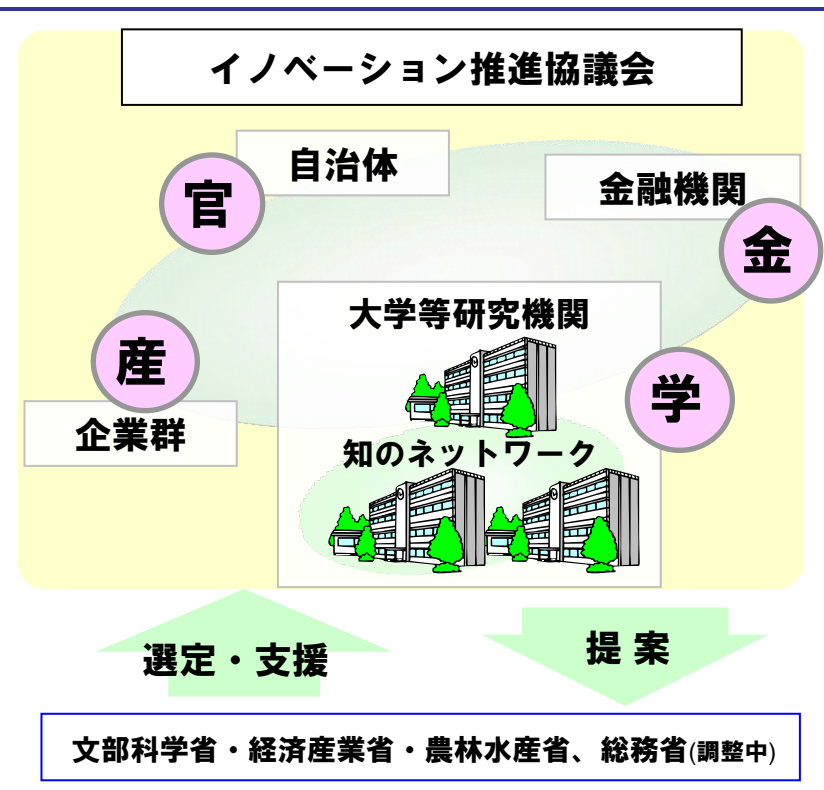 イノベーション推進協議会
自治体
官
金融機関
金
大学等研究機関
産
学
企業群
知のネットワーク
選定・支援
提 案
文部科学省・経済産業省・農林水産省、総務省(調整中)